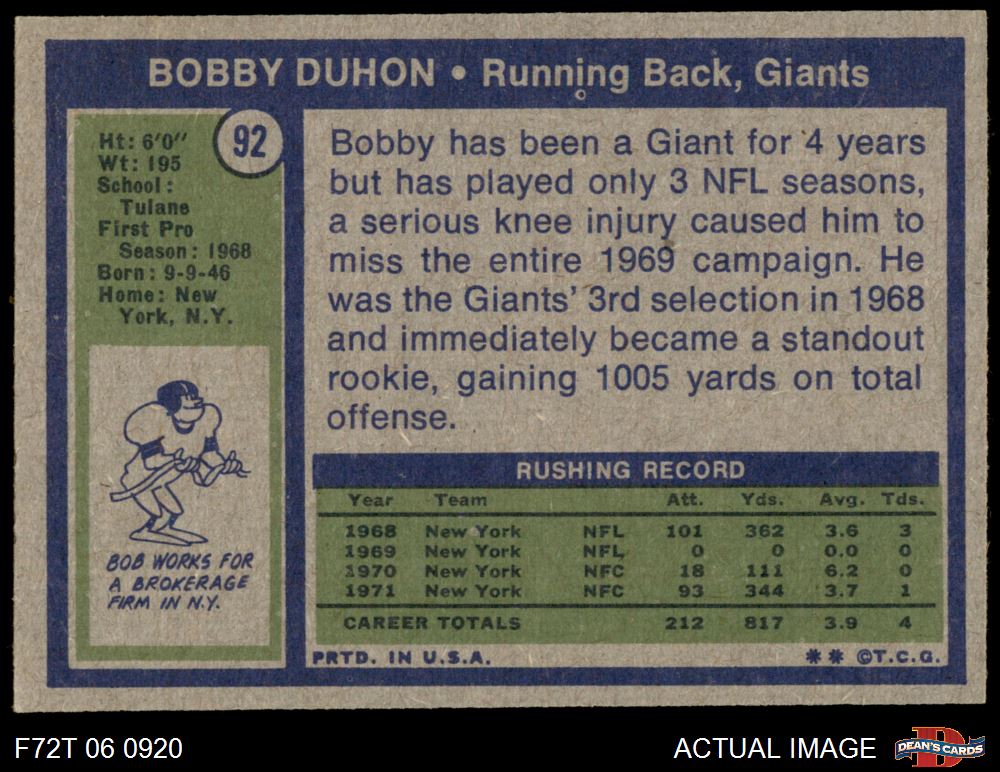 BOBBY DUHON • Running Back, Giants
92
Ht: 6'0"
Wt: 195
School:
Tulane
First Pro
Season: 1968
Born: 9-9-46
Home: New
York, N.Y.
BOB WORKS FOR
A BROKERAGE
FIRM IN N.Y.
Bobby has been a Giant for 4 years
but has played only 3 NFL seasons,
a serious knee injury caused him to
miss the entire 1969 campaign. He
was the Giants' 3rd selection in 1968
and immediately became a standout
rookie, gaining 1005 yards on total
offense.
RUSHING RECORD
Year Team Att. Yds. Avg. Tds.
1968 New York NFL 101 362 3.6 3
1969 New York NFL 0 0 0.0 0
1970 New York NFC 18 111 6.2 0
1971 New York NFC 93 344 3.7 1
CAREER TOTALS 212 817 3.9 4
PRTD. IN U.S.A. ** ©T.C.G.
F72T 06 0920 ACTUAL IMAGE DEAN'S CARDS